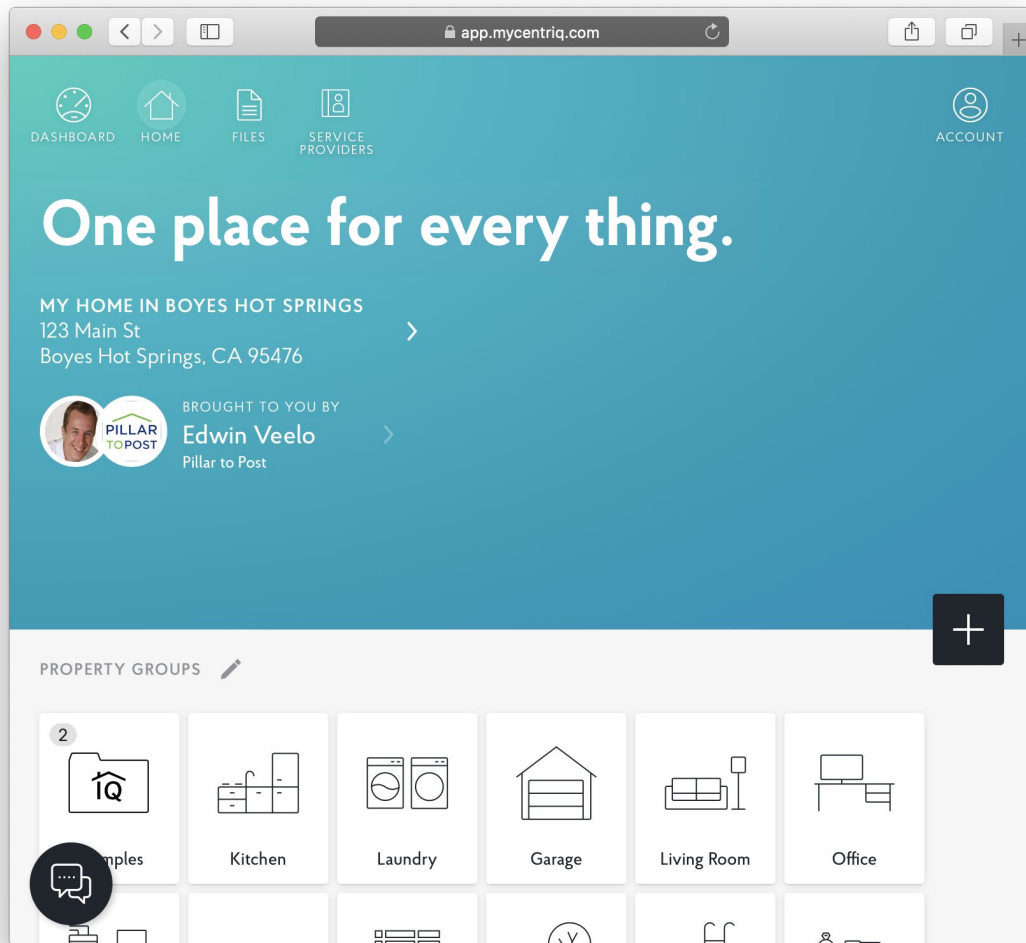 app.mycentriq.com
DASHBOARD
HOME
FILES
SERVICE
PROVIDERS
ACCOUNT
One place for every thing.
MY HOME IN BOYES HOT SPRINGS
123 Main St
Boyes Hot Springs, CA 95476
PILLAR
TOPOST
BROUGHT TO YOU BY
Edwin Veelo
Pillar to Post
PROPERTY GROUPS
2
IQ
Kitchen
Laundry
Garage
Living Room
Office